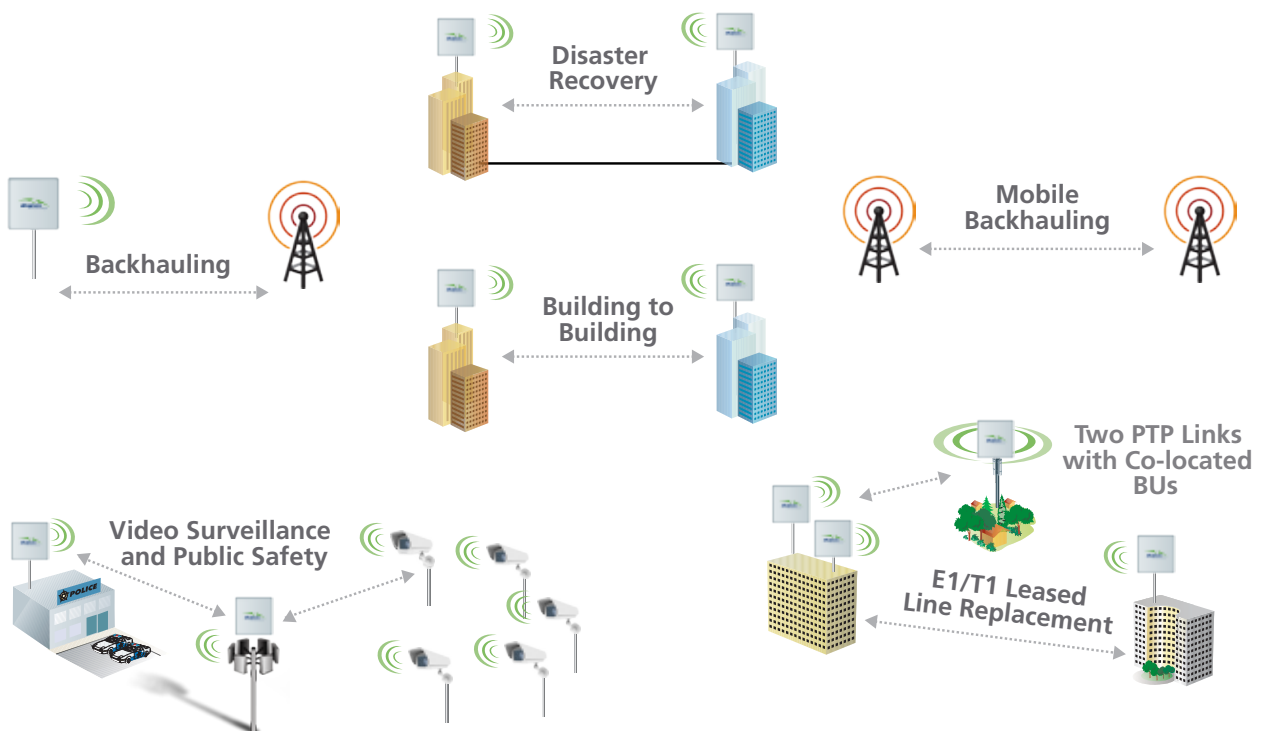 Disaster
Recovery
Mobile
Backhauling
Backhauling
Building to
Building
Two PTP Links
with Co-located
BUs
Video Surveillance
and Public Safety
POLICE
E1/T1 Leased
Line Replacement